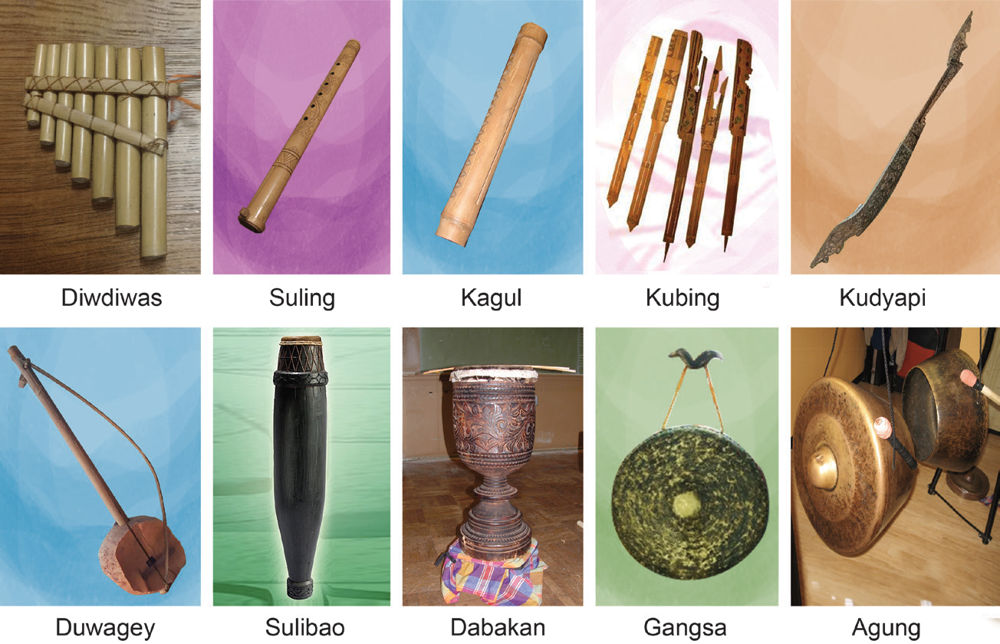 Diwdiwas
Suling
Kagul
Kubing
Kudyapi
Duwagey
Sulibao
Dabakan
Gangsa
Agung